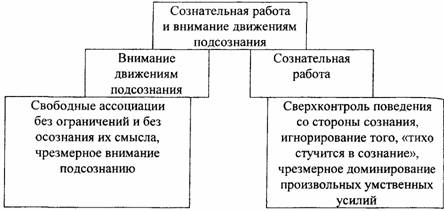 Сознательная работа
и внимание движениям
подсознания
Внимание
движениям
подсознания
Сознательная
работа
Свободные ассоциации
без ограничений и без
осознания их смысла,
чрезмерное внимание
подсознанию
Сверхконтроль поведения
со стороны сознания,
игнорирование того, «тихо
стучится в сознание»,
чрезмерное доминирование
произвольных умственных
усилий